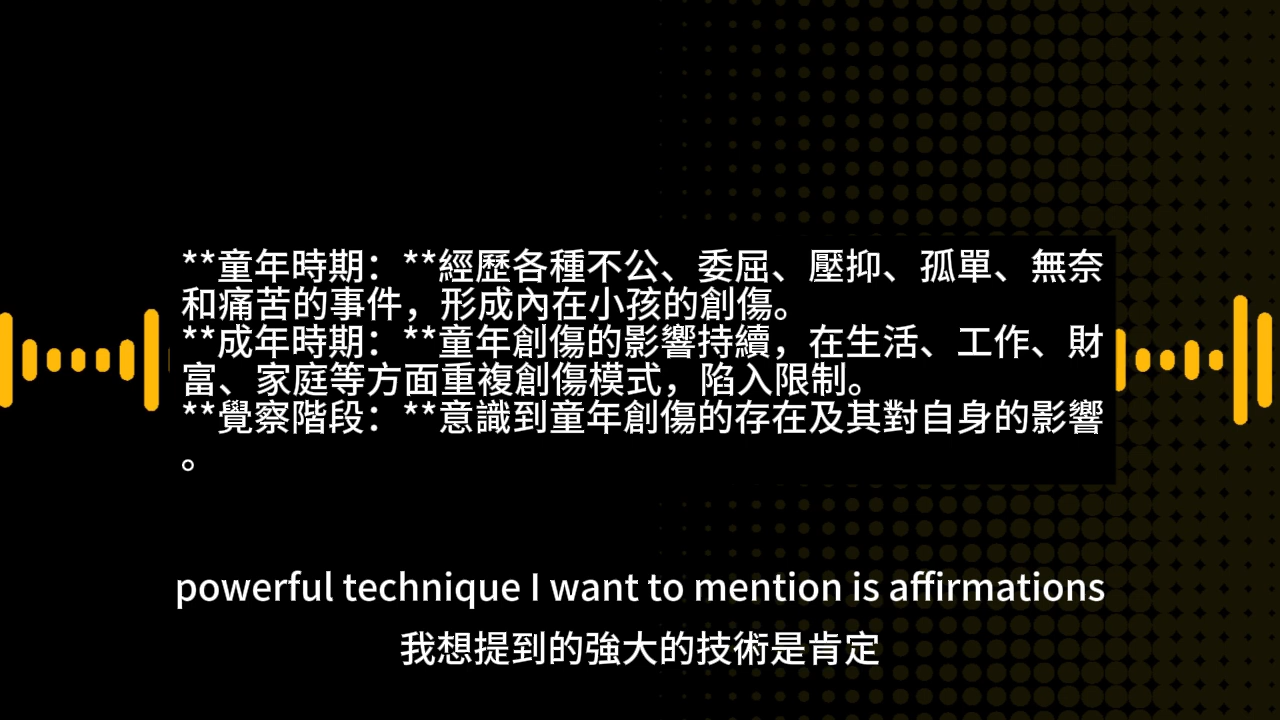 **童年時期：**經歷各種不公、委屈、壓抑、孤單、無奈
和痛苦的事件，形成內在小孩的創傷。
**成年時期：**童年創傷的影響持續，在生活、工作、財
富、家庭等方面重複創傷模式，陷入限制。
**覺察階段：**意識到童年創傷的存在及其對自身的影響
。
powerful technique I want to mention is affirmations
我想提到的強大的技術是肯定